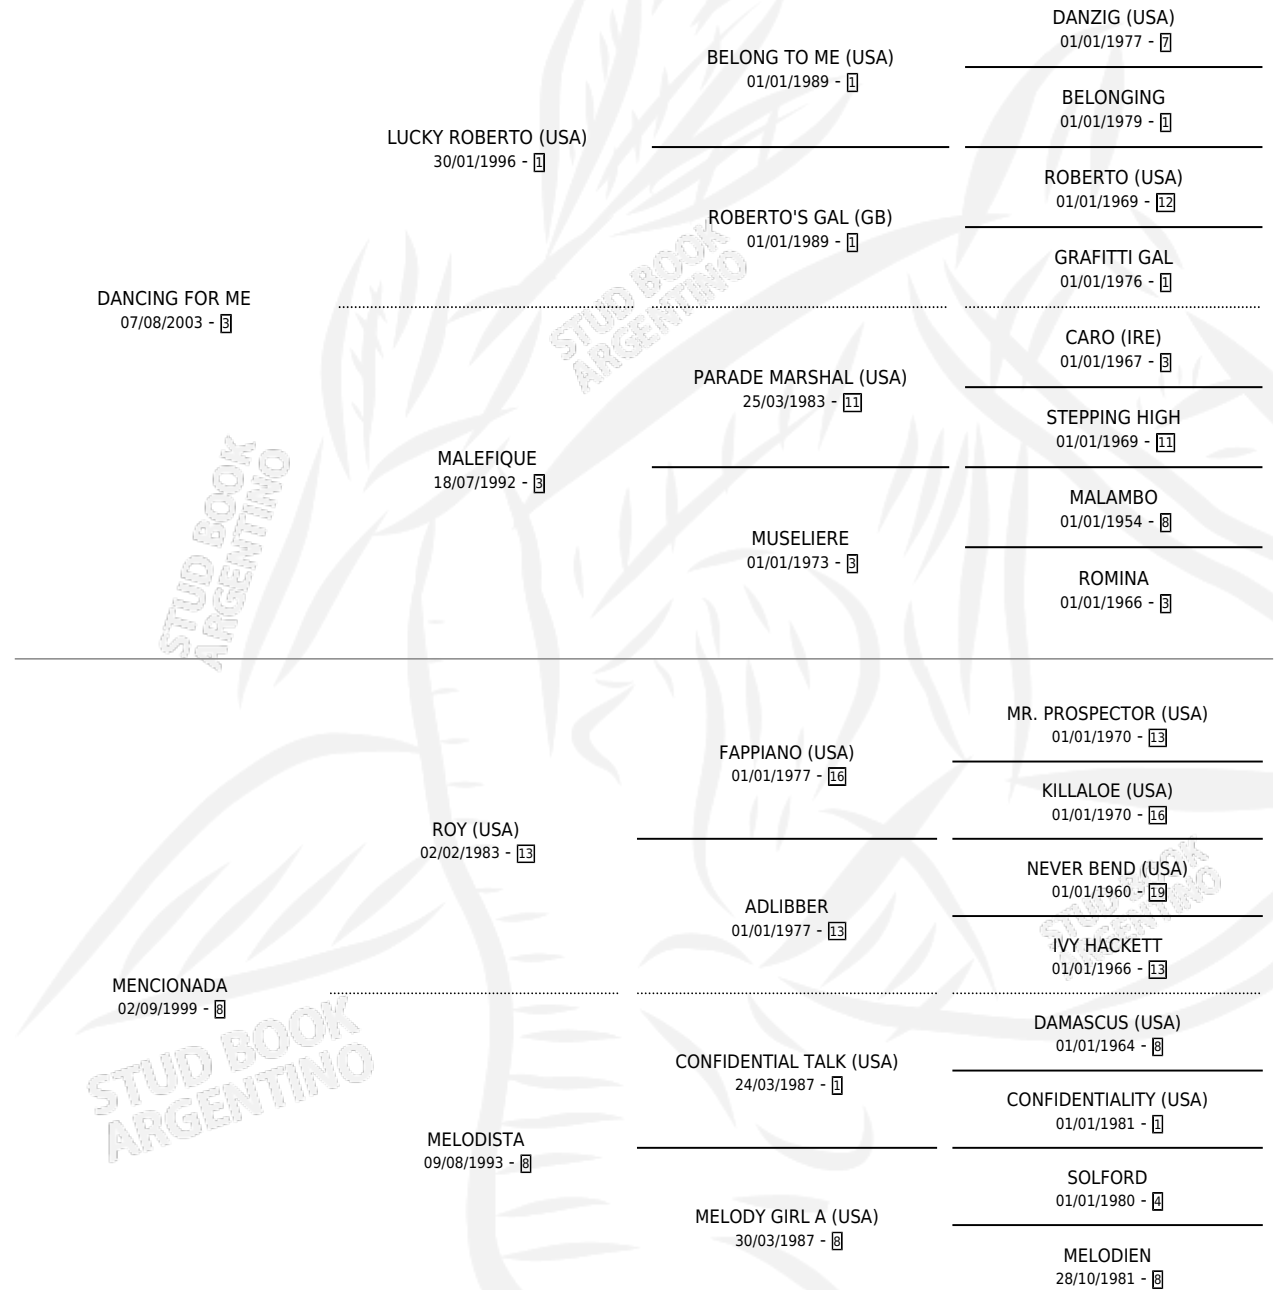 DANZIG (USA)
01/01/1977 - 7
BELONG TO ME (USA)
01/01/1989 - 1
BELONGING
01/01/1979 - 1
LUCKY ROBERTO (USA)
30/01/1996 - 1
ROBERTO (USA)
01/01/1969 - 12
ROBERTO'S GAL (GB)
01/01/1989 - 1
GRAFITTI GAL
01/01/1976 - 1
DANCING FOR ME
07/08/2003 - 3
STUD BOOK
ARGENTINO
CARO (IRE)
01/01/1967 - 3
PARADE MARSHAL (USA)
25/03/1983 - 11
STEPPING HIGH
01/01/1969 - 11
MALEFIQUE
18/07/1992 - 3
MALAMBO
01/01/1954 - 8
MUSELIERE
01/01/1973 - 3
ROMINA
01/01/1966 - 3
STUD BOOK
ARGENTINO
MR. PROSPECTOR (USA)
01/01/1970 - 13
FAPPIANO (USA)
01/01/1977 - 16
KILLALOE (USA)
01/01/1970 - 16
ROY (USA)
02/02/1983 - 13
NEVER BEND (USA)
01/01/1960 - 19
STUD BOOK
ARGENTINO
ADLIBBER
01/01/1977 - 13
IVY HACKETT
01/01/1966 - 13
MENCIONADA
02/09/1999 - 8
STUD BOOK
ARGENTINO
DAMASCUS (USA)
01/01/1964 - 8
CONFIDENTIAL TALK (USA)
24/03/1987 - 1
CONFIDENTIALITY (USA)
01/01/1981 - 1
MELODISTA
09/08/1993 - 8
SOLFORD
01/01/1980 - 4
MELODY GIRL A (USA)
30/03/1987 - 8
MELODIEN
28/10/1981 - 8